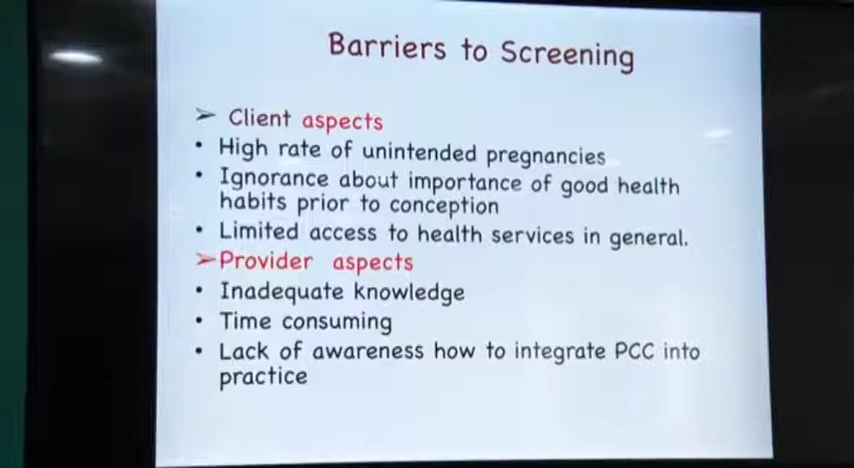 Barriers to Screening
➢ Client aspects
• High rate of unintended pregnancies
• Ignorance about importance of good health
habits prior to conception
• Limited access to health services in general.
➢Provider aspects
• Inadequate knowledge
• Time consuming
• Lack of awareness how to integrate PCC into
practice